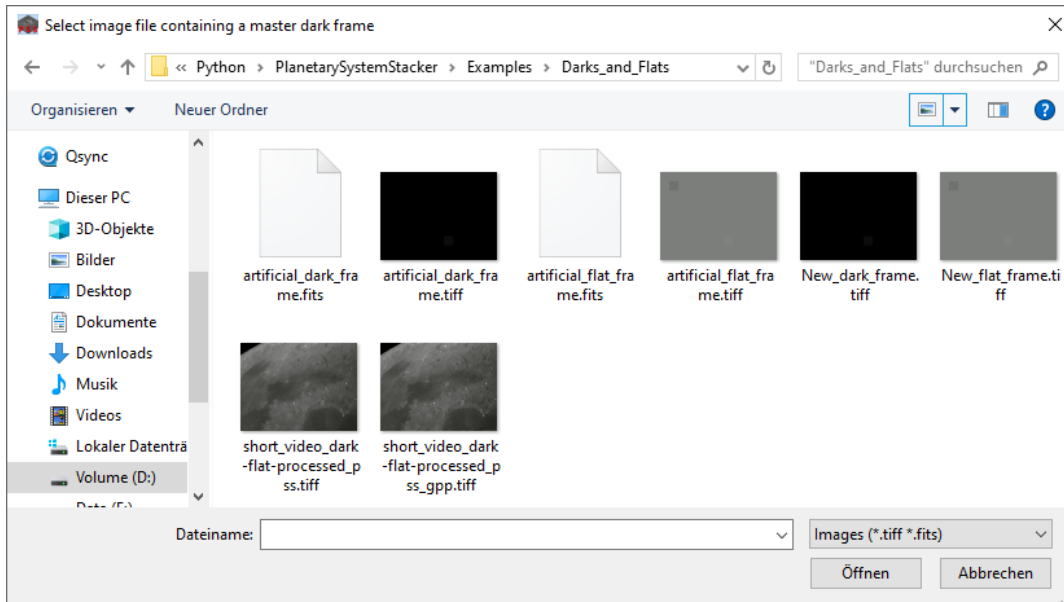 Select image file containing a master dark frame
« Python > PlanetarySystemStacker > Examples > Darks_and_Flats
"Darks_and_Flats" durchsuchen
Organisieren
Neuer Ordner
Qsync
Dieser PC
3D-Objekte
Bilder
Desktop
Dokumente
Downloads
Musik
Videos
Lokaler Datenträ
Volume (D:)
artificial_dark_fra
me.fits
artificial_dark_fra
me.tiff
artificial_flat_fra
me.fits
artificial_flat_fra
me.tiff
New_dark_frame.
tiff
New_flat_frame.ti
ff
short_video_dark
-flat-processed_p
ss.tiff
short_video_dark
-flat-processed_p
ss_gpp.tiff
Dateiname:
Images (*.tiff *.fits)
Öffnen
Abbrechen